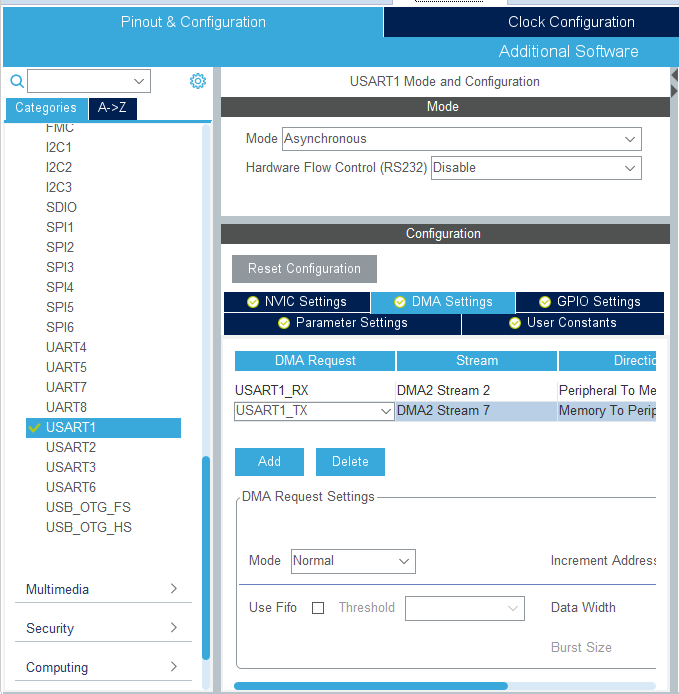 Pinout & Configuration
Clock Configuration
Additional Software
Categories
A->Z
FMC
I2C1
I2C2
I2C3
SDIO
SPI1
SPI2
SPI3
SPI4
SPI5
SPI6
UART4
UART5
UART7
UART8
USART1
USART2
USART3
USART6
USB_OTG_FS
USB_OTG_HS
Multimedia
Security
Computing
USART1 Mode and Configuration
Mode
Mode Asynchronous
Hardware Flow Control (RS232) Disable
Configuration
Reset Configuration
NVIC Settings DMA Settings GPIO Settings
Parameter Settings User Constants
DMA Request Stream Directic
USART1_RX DMA2 Stream 2 Peripheral To Me
USART1_TX DMA2 Stream 7 Memory To Perip
Add Delete
DMA Request Settings
Mode Normal Increment Address
Use Fifo Threshold Data Width
Burst Size